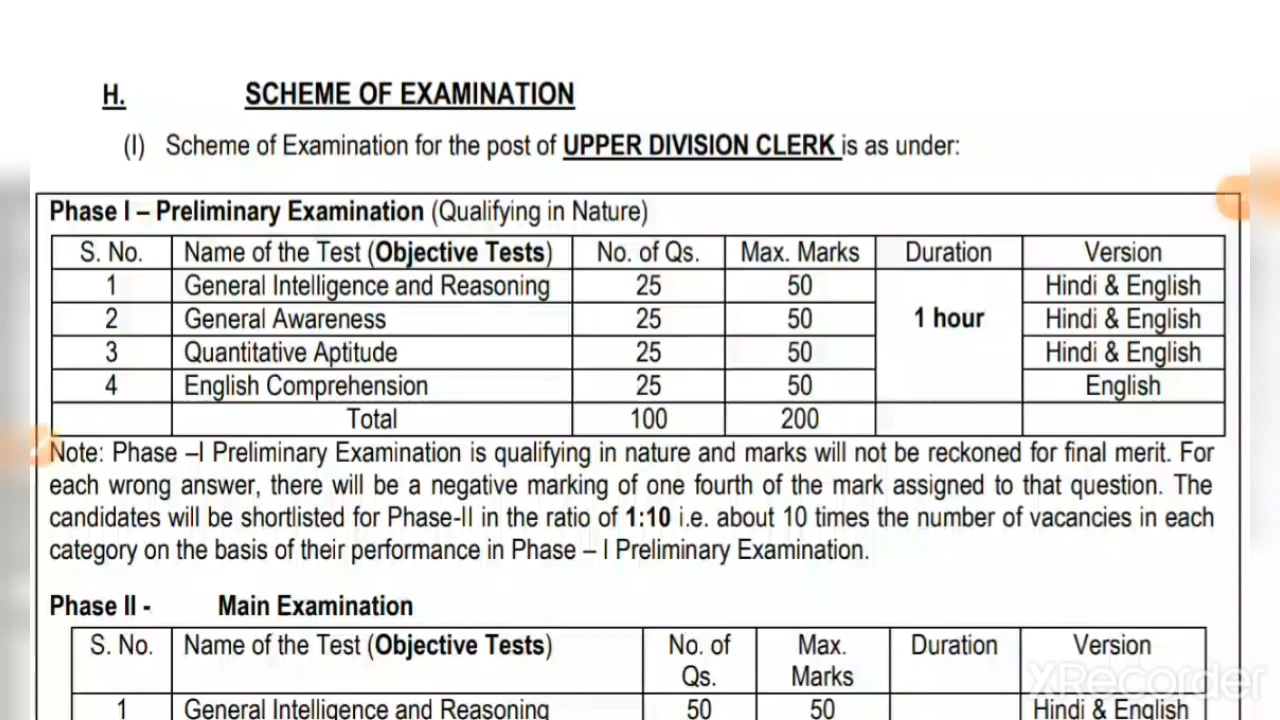 H. SCHEME OF EXAMINATION
(I) Scheme of Examination for the post of UPPER DIVISION CLERK is as under:
Phase I – Preliminary Examination (Qualifying in Nature)
S. No. Name of the Test (Objective Tests) No. of Qs. Max. Marks Duration Version
1 General Intelligence and Reasoning 25 50 Hindi & English
2 General Awareness 25 50 1 hour Hindi & English
3 Quantitative Aptitude 25 50 Hindi & English
4 English Comprehension 25 50 English
Total 100 200
Note: Phase –I Preliminary Examination is qualifying in nature and marks will not be reckoned for final merit. For
each wrong answer, there will be a negative marking of one fourth of the mark assigned to that question. The
candidates will be shortlisted for Phase-II in the ratio of 1:10 i.e. about 10 times the number of vacancies in each
category on the basis of their performance in Phase – I Preliminary Examination.
Phase II - Main Examination
S. No. Name of the Test (Objective Tests) No. of Max. Duration Version
Qs. Marks
1 General Intelligence and Reasoning 50 50 Hindi & English
XRecorder